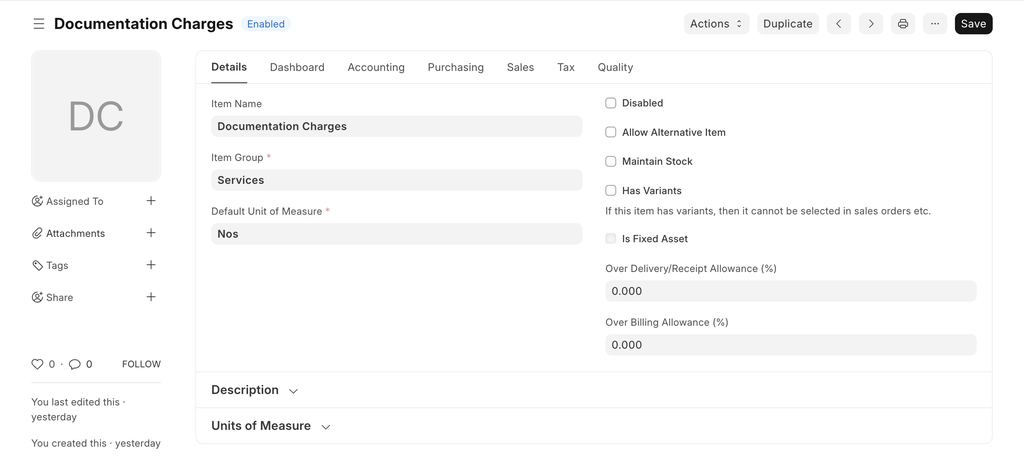 Documentation Charges
Enabled
Actions
Duplicate
···
Save
DC
Assigned To
Attachments
Tags
Share
0 · 0
FOLLOW
You last edited this ·
yesterday
You created this · yesterday
Details
Dashboard
Accounting
Purchasing
Sales
Tax
Quality
Item Name
Documentation Charges
Item Group *
Services
Default Unit of Measure *
Nos
Disabled
Allow Alternative Item
Maintain Stock
Has Variants
If this item has variants, then it cannot be selected in sales orders etc.
Is Fixed Asset
Over Delivery/Receipt Allowance (%)
0.000
Over Billing Allowance (%)
0.000
Description
Units of Measure